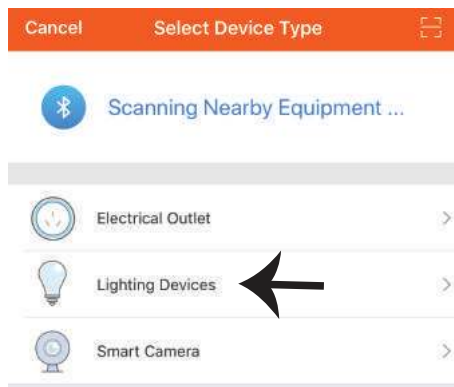 Cancel Select Device Type
Scanning Nearby Equipment ...
Electrical Outlet
Lighting Devices
Smart Camera